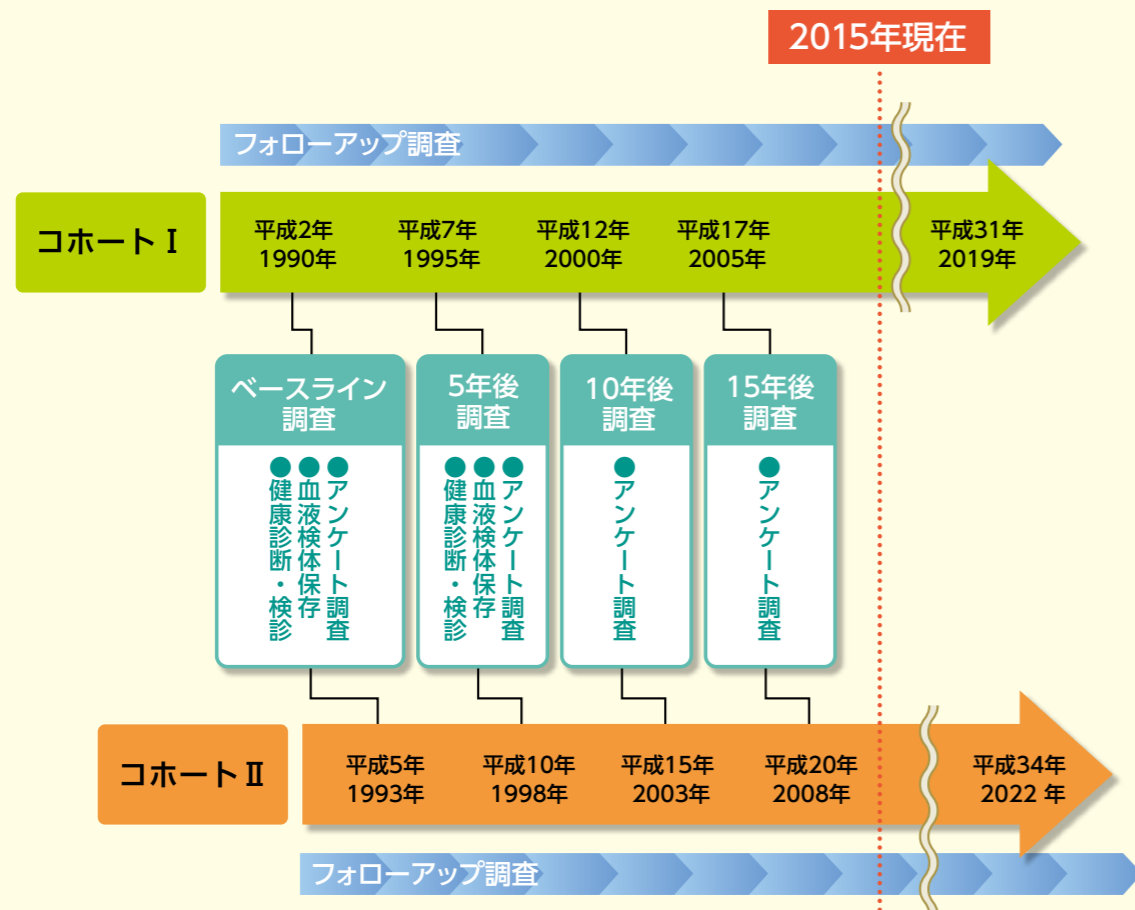 2015年現在
フォローアップ調査
コホートⅠ
平成2年
1990年
平成7年
1995年
平成12年
2000年
平成17年
2005年
平成31年
2019年
ベースライン
調査
●アンケート調査
●血液検体保存
●健康診断・検診
5年後
調査
●アンケート調査
●血液検体保存
●健康診断・検診
10年後
調査
●アンケート調査
15年後
調査
●アンケート調査
コホートⅡ
平成5年
1993年
平成10年
1998年
平成15年
2003年
平成20年
2008年
平成34年
2022 年
フォローアップ調査